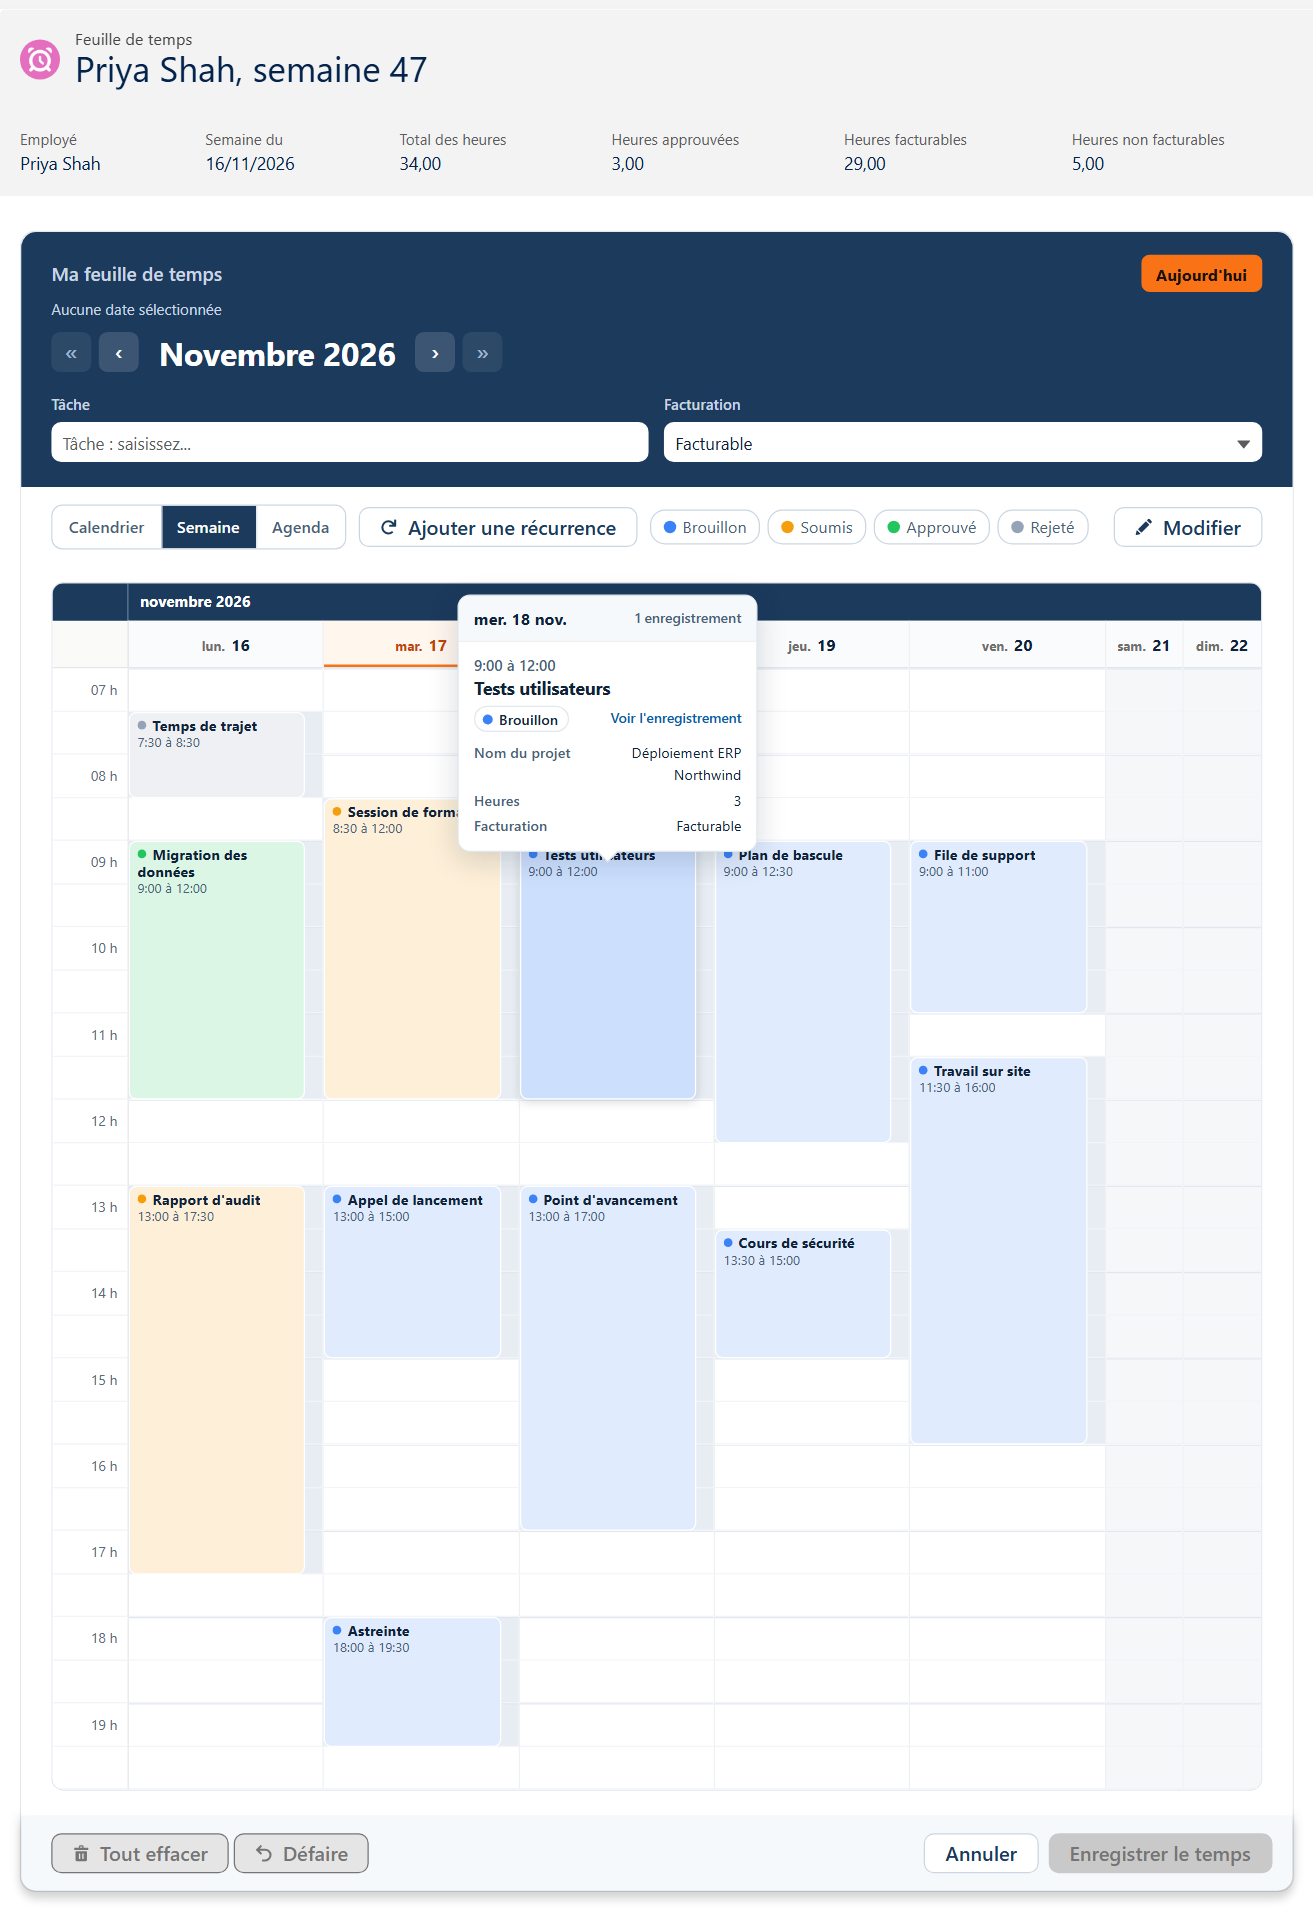 Feuille de temps
Priya Shah, semaine 47
Employé
Priya Shah
Semaine du
16/11/2026
Total des heures
34,00
Heures approuvées
3,00
Heures facturables
29,00
Heures non facturables
5,00
Ma feuille de temps
Aujourd'hui
Aucune date sélectionnée
« ‹ Novembre 2026 › »
Tâche
Tâche : saisissez...
Facturation
Facturable
Calendrier Semaine Agenda
Ajouter une récurrence
Brouillon Soumis Approuvé Rejeté
Modifier
novembre 2026
lun. 16 mar. 17 jeu. 19 ven. 20 sam. 21 dim. 22
mer. 18 nov. 1 enregistrement
9:00 à 12:00
Tests utilisateurs
Brouillon Voir l'enregistrement
Nom du projet Déploiement ERP
Northwind
Heures 3
Facturation Facturable
07 h
Temps de trajet
7:30 à 8:30
08 h
Session de forma
8:30 à 12:00
09 h
Migration des
données
9:00 à 12:00
Tests utilisateurs
9:00 à 12:00
Plan de bascule
9:00 à 12:30
File de support
9:00 à 11:00
10 h
11 h
Travail sur site
11:30 à 16:00
12 h
13 h
Rapport d'audit
13:00 à 17:30
Appel de lancement
13:00 à 15:00
Point d'avancement
13:00 à 17:00
Cours de sécurité
13:30 à 15:00
14 h
15 h
16 h
17 h
18 h
Astreinte
18:00 à 19:30
19 h
Tout effacer Défaire Annuler Enregistrer le temps